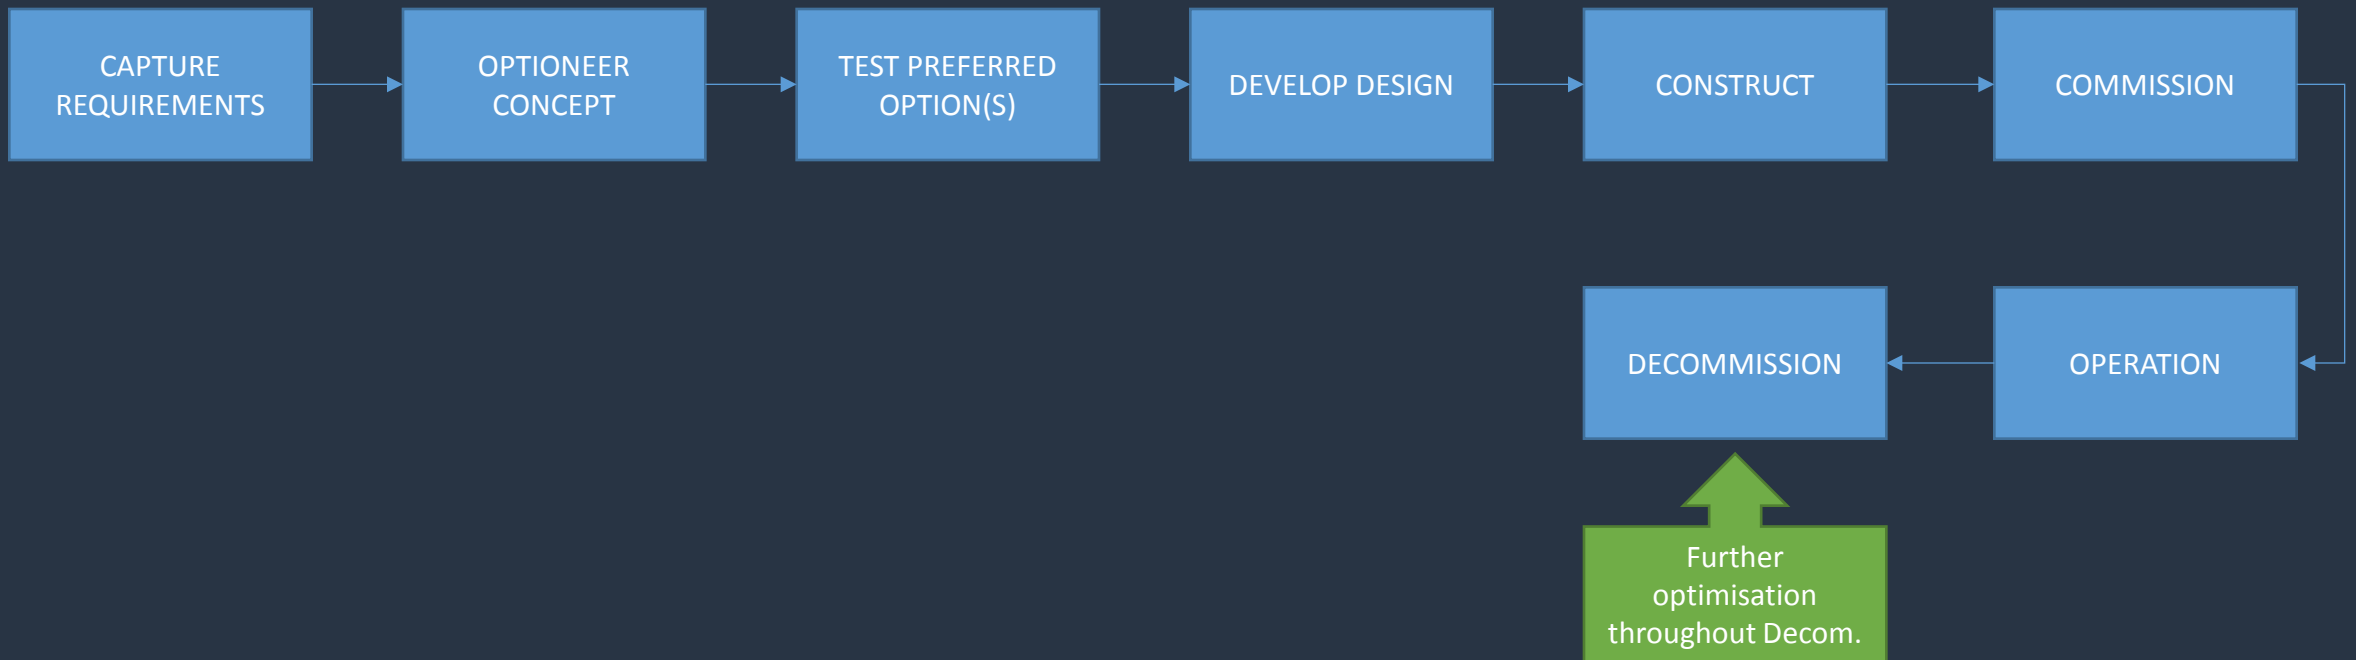 CAPTURE
REQUIREMENTS
OPTIONEER
CONCEPT
TEST PREFERRED
OPTION(S)
DEVELOP DESIGN
CONSTRUCT
COMMISSION
DECOMMISSION
OPERATION
Further
optimisation
throughout Decom.